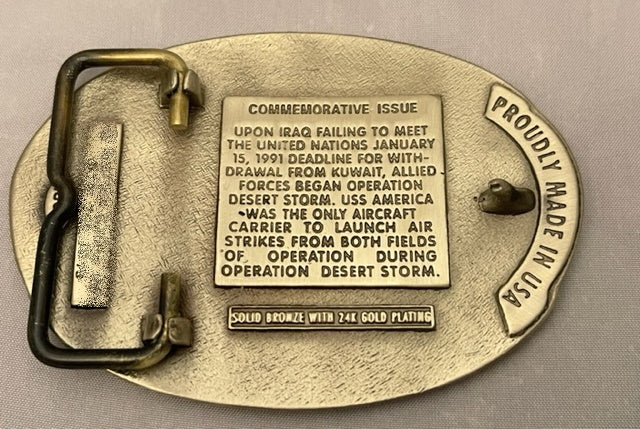 COMMEMORATIVE ISSUE
UPON IRAQ FAILING TO MEET
THE UNITED NATIONS JANUARY
15, 1991 DEADLINE FOR WITH-
DRAWAL FROM KUWAIT, ALLIED
FORCES BEGAN OPERATION
DESERT STORM. USS AMERICA
WAS THE ONLY AIRCRAFT
CARRIER TO LAUNCH AIR
STRIKES FROM BOTH FIELDS
OF OPERATION DURING
OPERATION DESERT STORM.
SOLID BRONZE WITH 24K GOLD PLATING
PROUDLY MADE IN USA